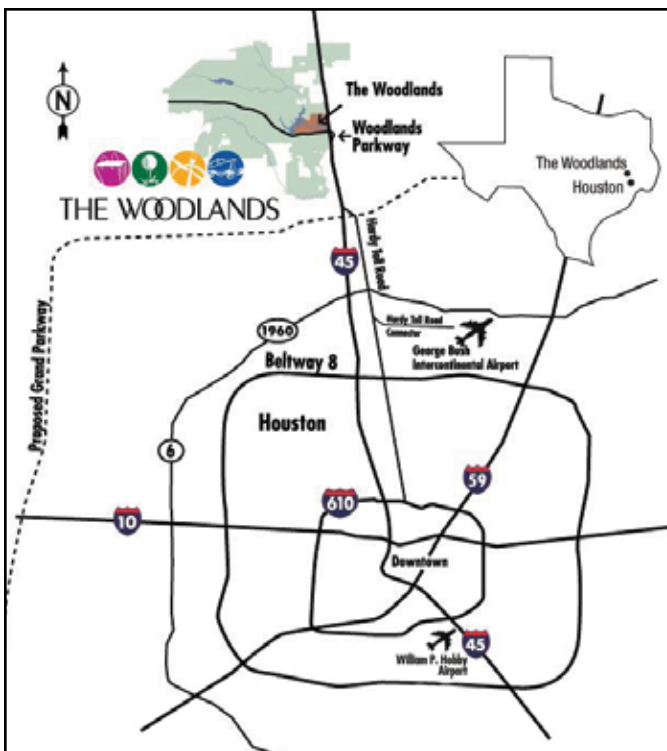 The Woodlands
N
Woodlands
Parkway
THE WOODLANDS
The Woodlands
Houston
45
Hardy Toll Road
Proposed Grand Parkway
1960
Hardy Toll Road
Connector
George Bush
Intercontinental Airport
Beltway 8
Houston
6
59
610
10
Downtown
45
William P. Hobby
Airport